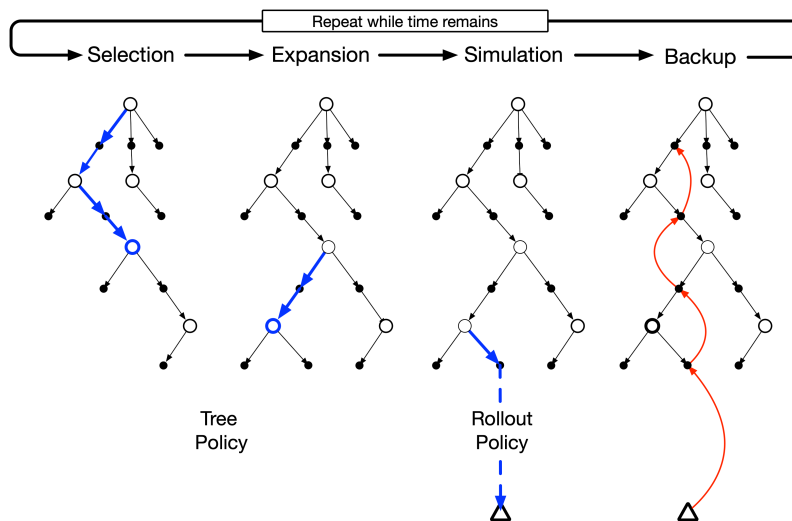 Repeat while time remains
Selection
Expansion
Simulation
Backup
Tree
Policy
Rollout
Policy